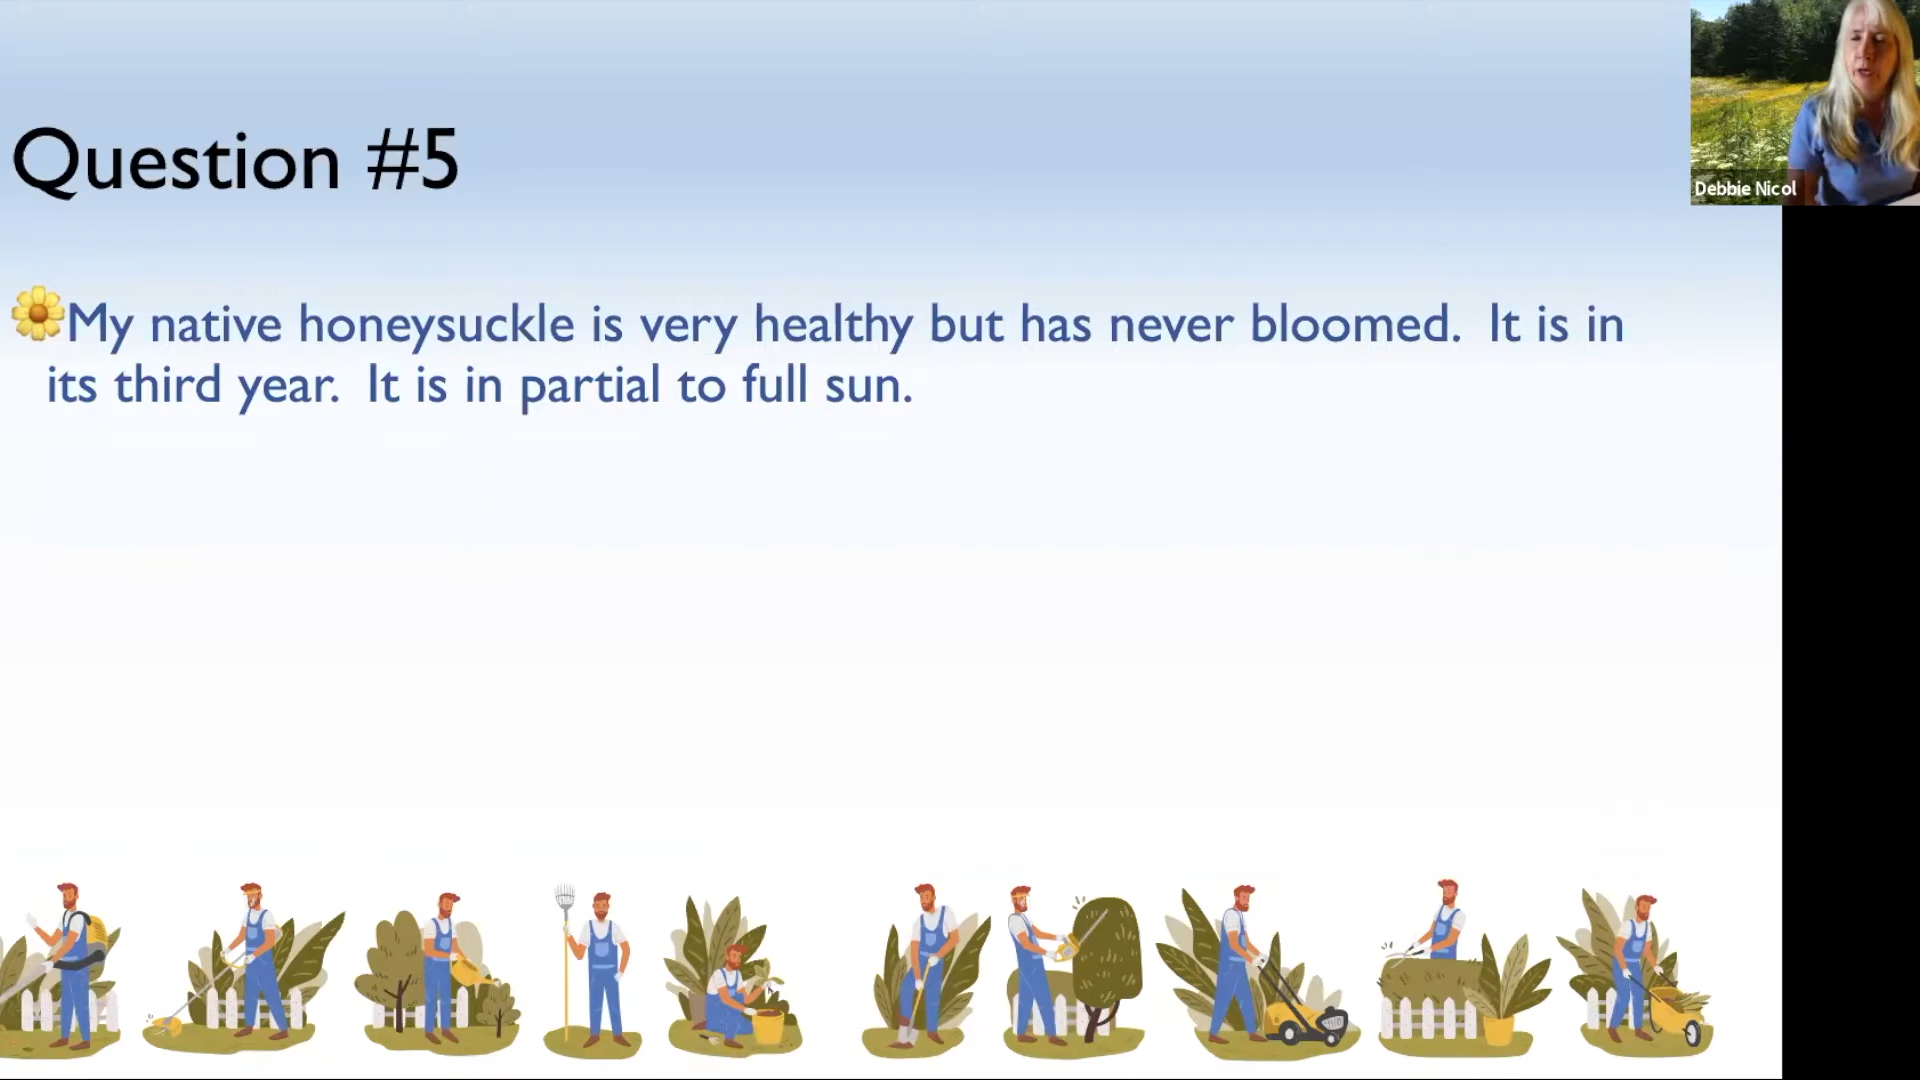 Question #5
My native honeysuckle is very healthy but has never bloomed. It is in
its third year. It is in partial to full sun.
Debbie Nicol